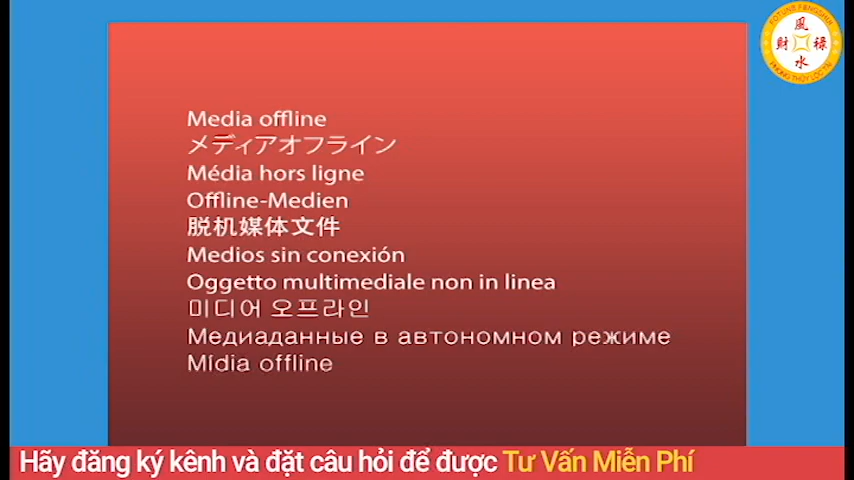 Media offline
メディアオフライン
Média hors ligne
Offline-Medien
脱机媒体文件
Medios sin conexión
Oggetto multimediale non in linea
미디어 오프라인
Медиаданные в автономном режиме
Mídia offline
Hãy đăng ký kênh và đặt câu hỏi để được Tư Vấn Miễn Phí
風
財 祿
水